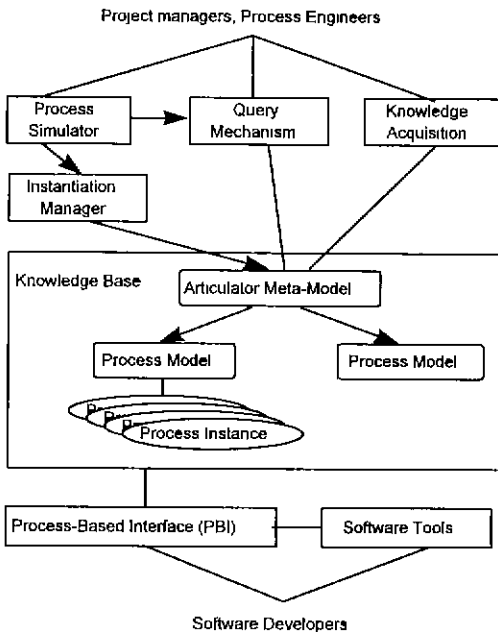 Project managers, Process Engineers
Process
Simulator
Query
Mechanism
Knowledge
Acquisition
Instantiation
Manager
Knowledge Base
Articulator Meta-Model
Process Model
Process Model
Process Instance
Process-Based Interface (PBI)
Software Tools
Software Developers